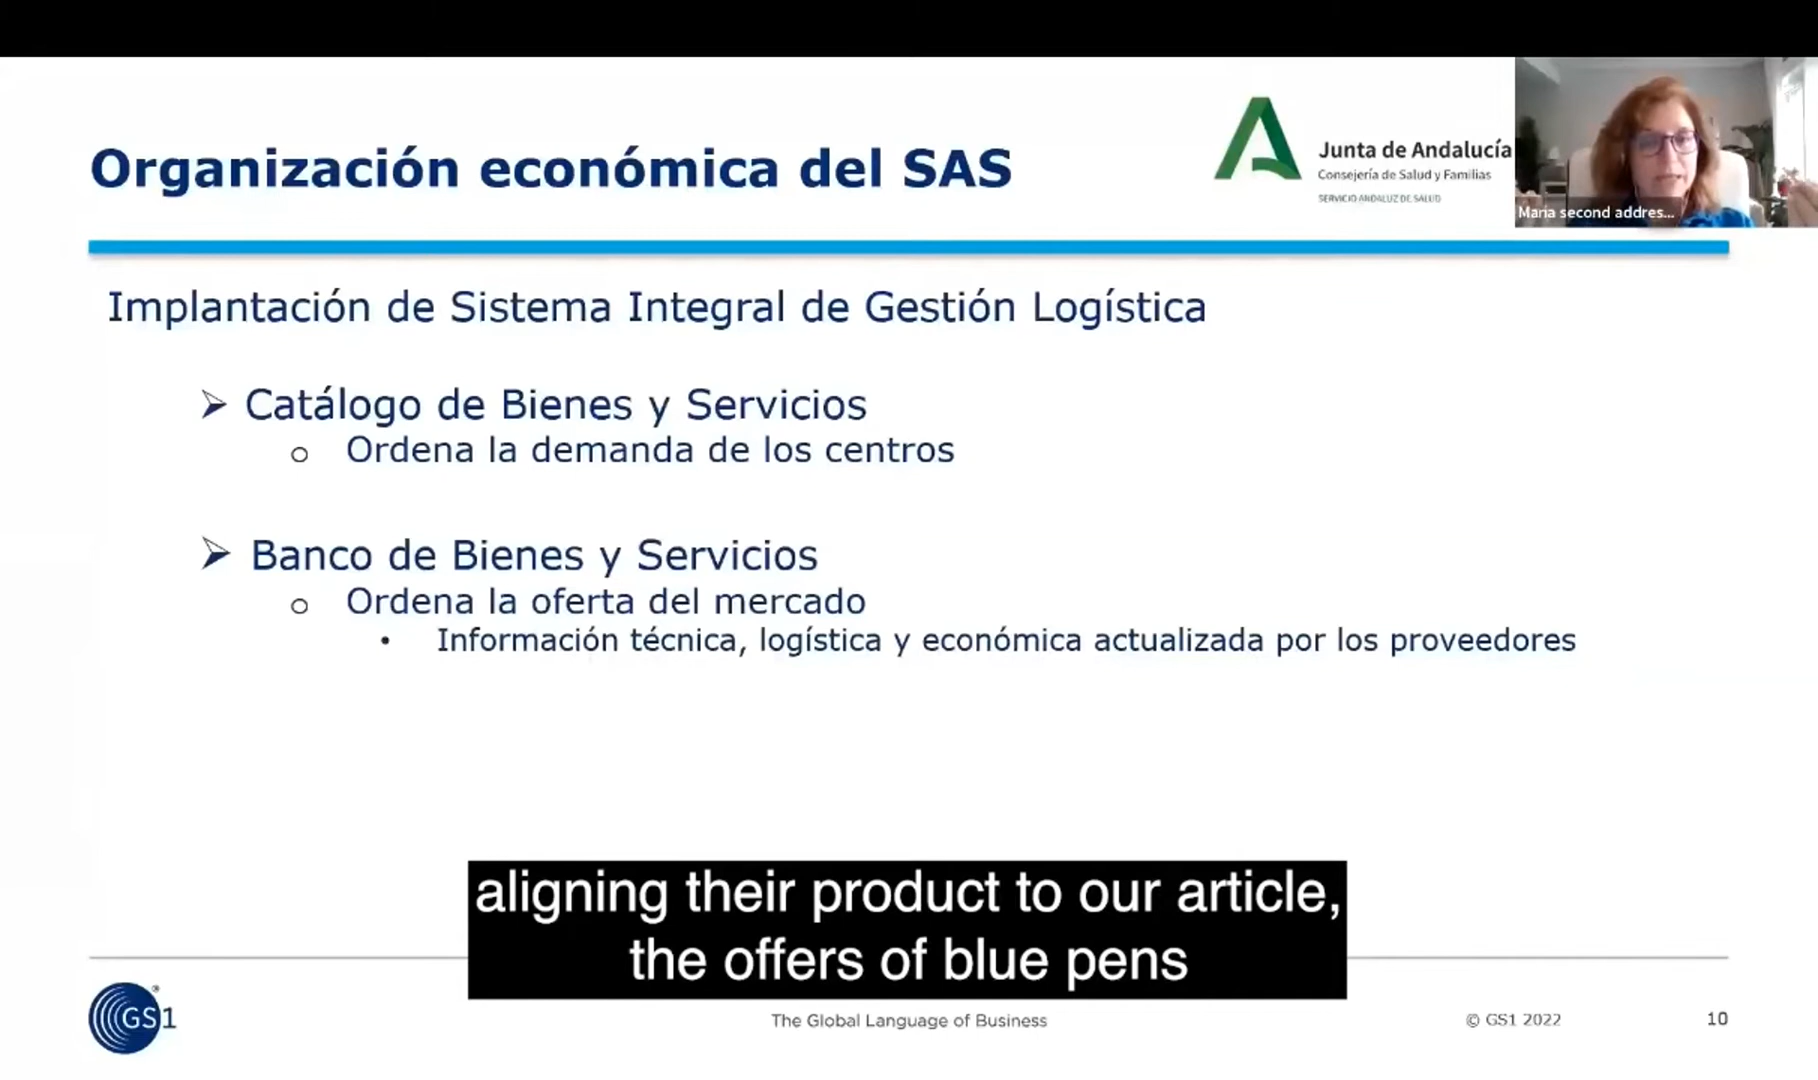 Organización económica del SAS
Junta de Andalucía
Consejería de Salud y Familias
SERVICIO ANDALUZ DE SALUD
Maria second addres...
Implantación de Sistema Integral de Gestión Logística
Catálogo de Bienes y Servicios
Ordena la demanda de los centros
Banco de Bienes y Servicios
Ordena la oferta del mercado
Información técnica, logística y económica actualizada por los proveedores
aligning their product to our article,
the offers of blue pens
GS1
The Global Language of Business
© GS1 2022
10